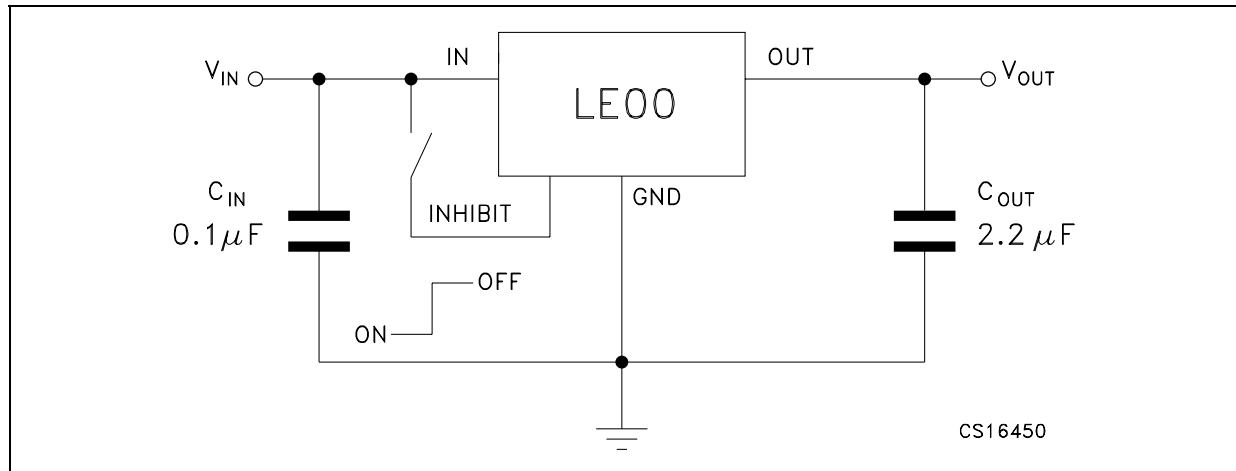 IN
OUT
V_IN
V_OUT
LE00
GND
C_IN
0.1μF
INHIBIT
C_OUT
2.2 μF
OFF
ON
CS16450